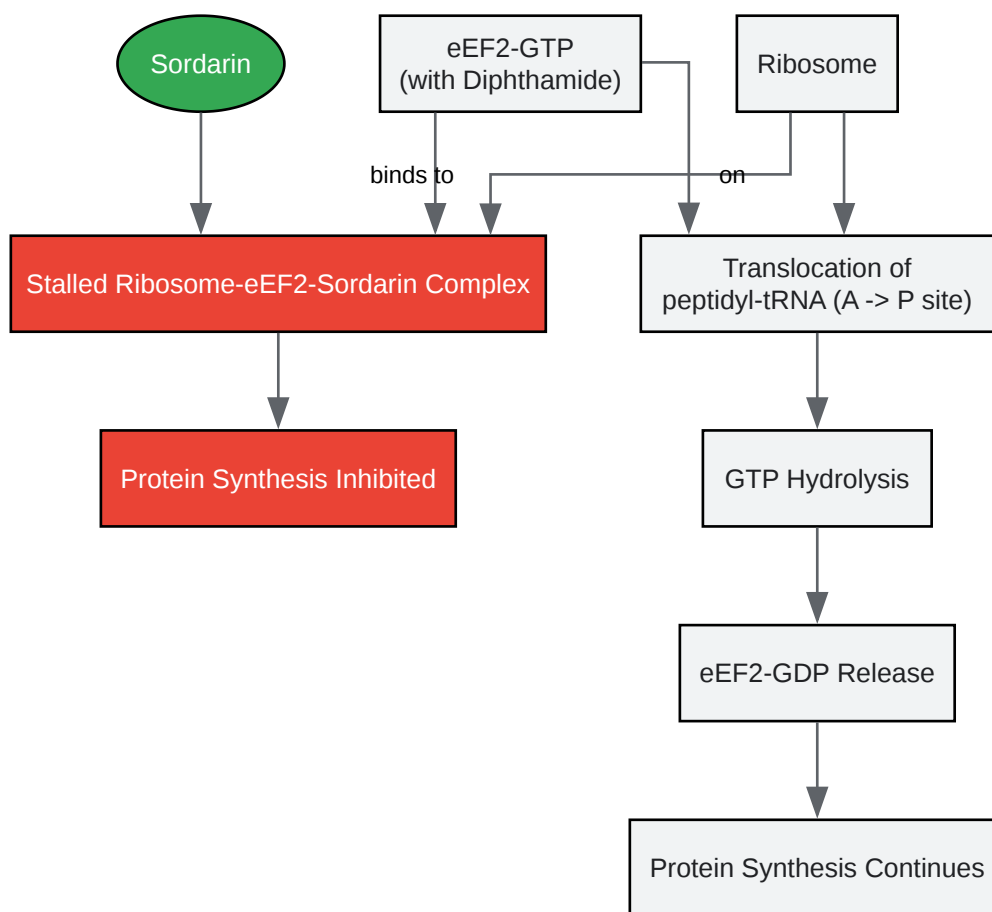 Sordarin
eEF2-GTP
(with Diphthamide)
Ribosome
binds to
on
Stalled Ribosome-eEF2-Sordarin Complex
Translocation of
peptidyl-tRNA (A -> P site)
Protein Synthesis Inhibited
GTP Hydrolysis
eEF2-GDP Release
Protein Synthesis Continues